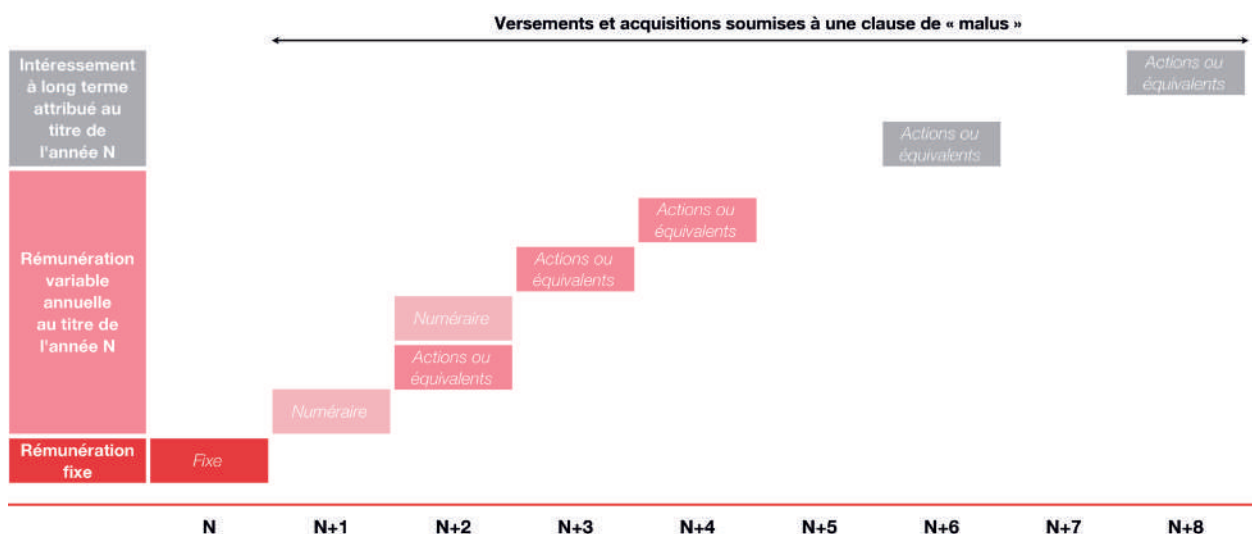 Versements et acquisitions soumises à une clause de « malus »
Intéressement
à long terme
attribué au
titre de
l'année N
Actions ou
équivalents
Actions ou
équivalents
Rémunération
variable
annuelle
au titre de
l'année N
Actions ou
équivalents
Actions ou
équivalents
Numéraire
Actions ou
équivalents
Numéraire
Rémunération
fixe
Fixe
N N+1 N+2 N+3 N+4 N+5 N+6 N+7 N+8